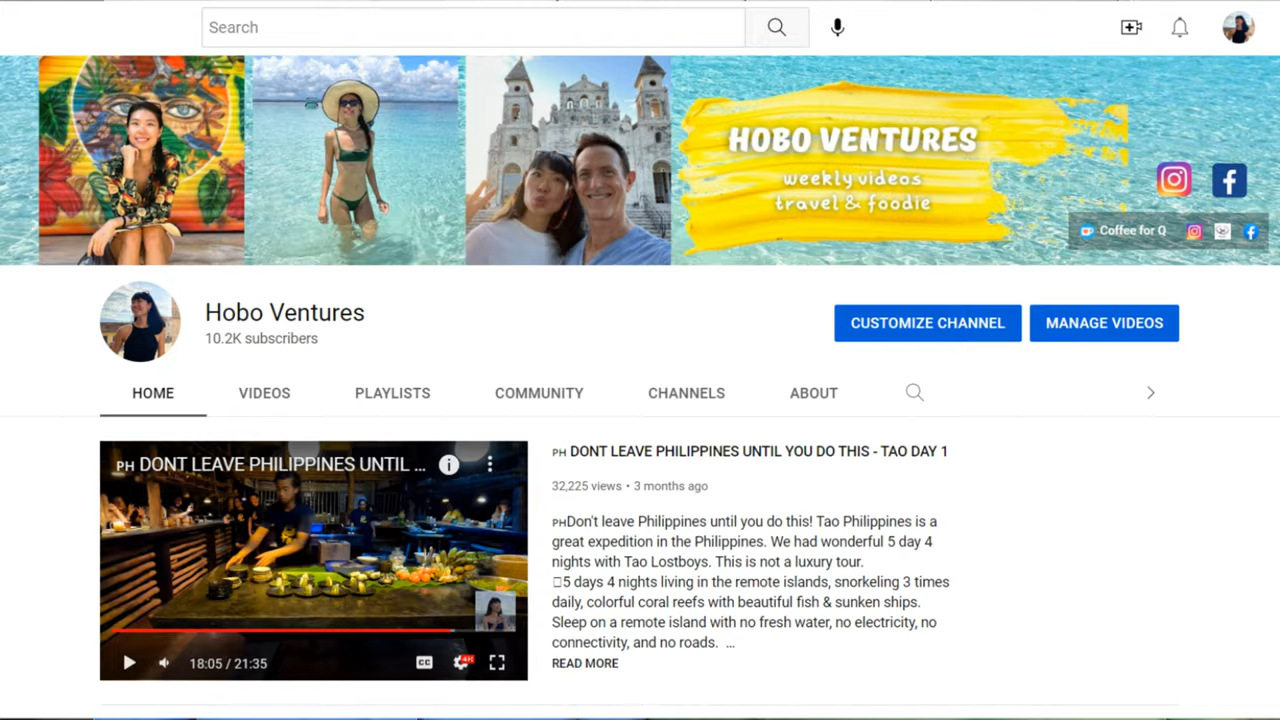 Search
HOBO VENTURES
weekly videos
travel & foodie
Coffee for Q
Hobo Ventures
10.2K subscribers
CUSTOMIZE CHANNEL
MANAGE VIDEOS
HOME
VIDEOS
PLAYLISTS
COMMUNITY
CHANNELS
ABOUT
PH DONT LEAVE PHILIPPINES UNTIL ...
18:05 / 21:35
CC
4K
PH DONT LEAVE PHILIPPINES UNTIL YOU DO THIS - TAO DAY 1
32,225 views • 3 months ago
PHDon't leave Philippines until you do this! Tao Philippines is a
great expedition in the Philippines. We had wonderful 5 day 4
nights with Tao Lostboys. This is not a luxury tour.
5 days 4 nights living in the remote islands, snorkeling 3 times
daily, colorful coral reefs with beautiful fish & sunken ships.
Sleep on a remote island with no fresh water, no electricity, no
connectivity, and no roads. ...
READ MORE